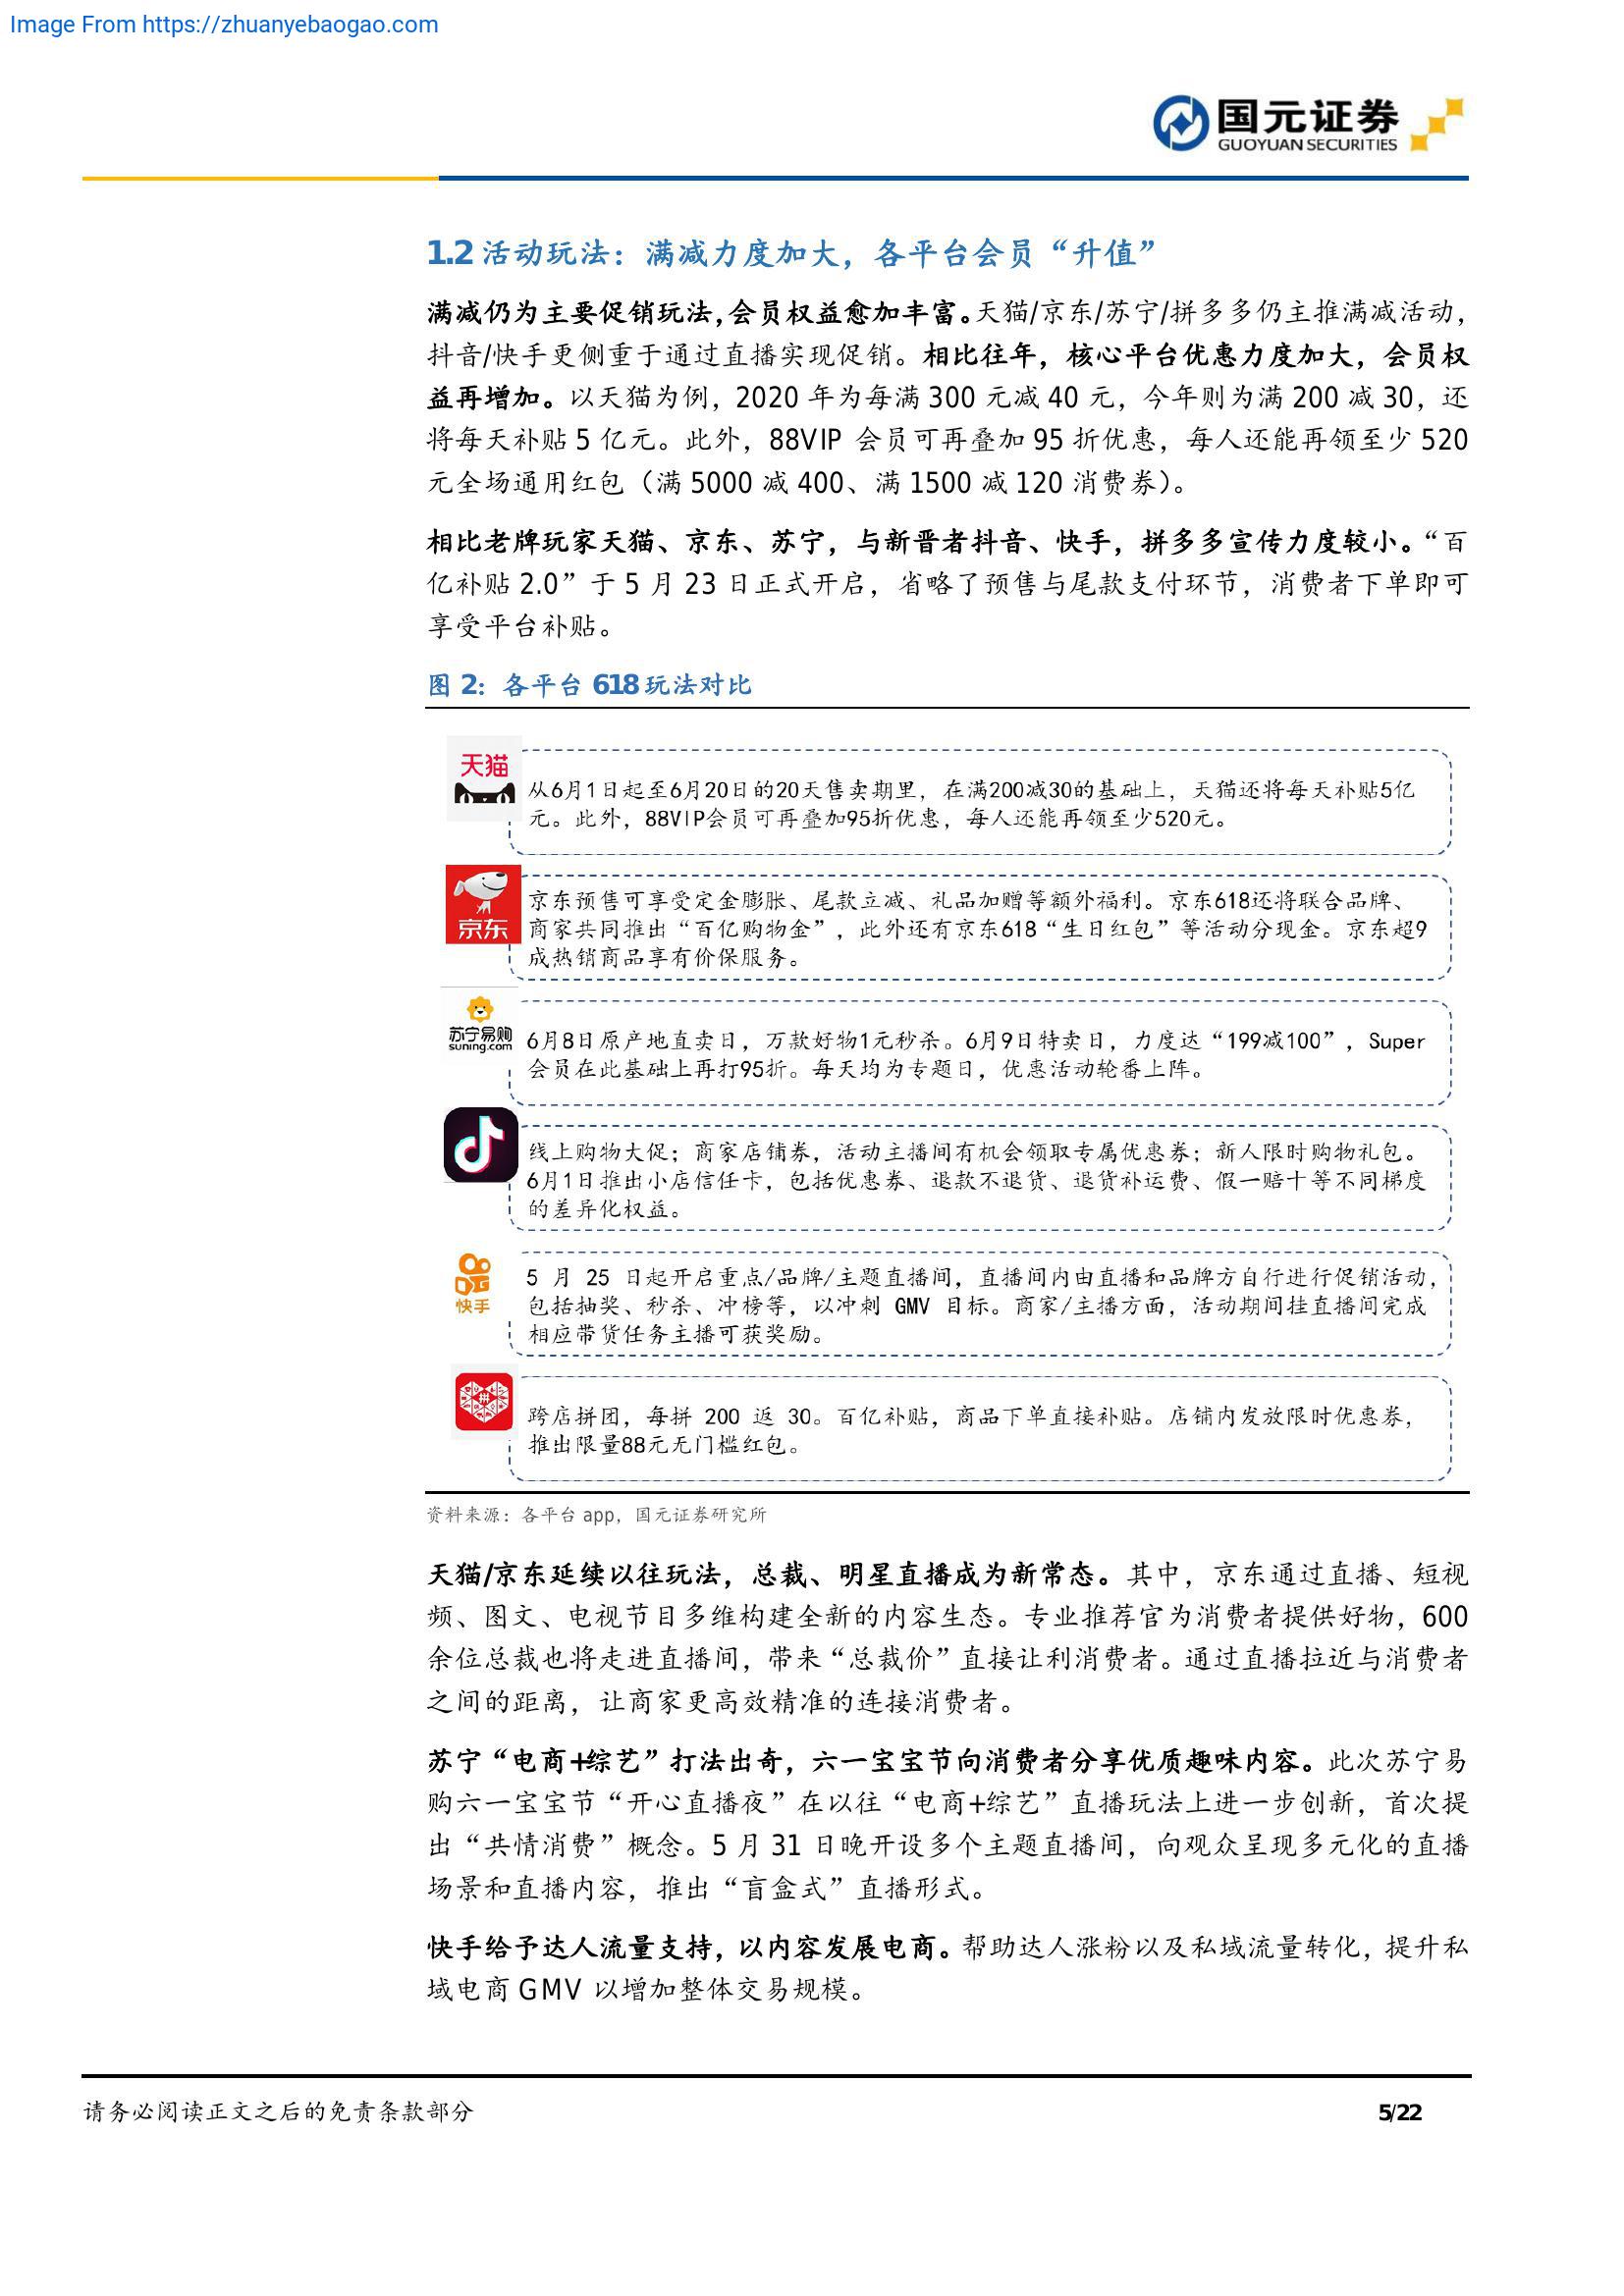 Image From https://zhuanyebaogao.com
国元证券
GUOYUAN SECURITIES
1.2 活动玩法：满减力度加大，各平台会员“升值”
满减仍为主要促销玩法，会员权益愈加丰富。天猫/京东/苏宁/拼多多仍主推满减活动，
抖音/快手更侧重于通过直播实现促销。相比往年，核心平台优惠力度加大，会员权
益再增加。以天猫为例，2020 年为每满 300 元减 40 元，今年则为满 200 减 30，还
将每天补贴 5 亿元。此外，88VIP 会员可再叠加 95 折优惠，每人还能再领至少 520
元全场通用红包（满 5000 减 400、满 1500 减 120 消费券）。
相比老牌玩家天猫、京东、苏宁，与新晋者抖音、快手，拼多多宣传力度较小。“百
亿补贴 2.0”于 5 月 23 日正式开启，省略了预售与尾款支付环节，消费者下单即可
享受平台补贴。
图 2：各平台 618 玩法对比
天猫
从6月1日起至6月20日的20天售卖期里，在满200减30的基础上，天猫还将每天补贴5亿
元。此外，88VIP会员可再叠加95折优惠，每人还能再领至少520元。
京东
京东预售可享受定金膨胀、尾款立减、礼品加赠等额外福利。京东618还将联合品牌、
商家共同推出“百亿购物金”，此外还有京东618“生日红包”等活动分现金。京东超9
成热销商品享有价保服务。
苏宁易购
suning.com
6月8日原产地直卖日，万款好物1元秒杀。6月9日特卖日，力度达“199减100”，Super
会员在此基础上再打95折。每天均为专题日，优惠活动轮番上阵。
线上购物大促；商家店铺券，活动主播间有机会领取专属优惠券；新人限时购物礼包。
6月1日推出小店信任卡，包括优惠券、退款不退货、退货补运费、假一赔十等不同梯度
的差异化权益。
快手
5 月 25 日起开启重点/品牌/主题直播间，直播间内由直播和品牌方自行进行促销活动，
包括抽奖、秒杀、冲榜等，以冲刺 GMV 目标。商家/主播方面，活动期间挂直播间完成
相应带货任务主播可获奖励。
拼
跨店拼团，每拼 200 返 30。百亿补贴，商品下单直接补贴。店铺内发放限时优惠券，
推出限量88元无门槛红包。
资料来源：各平台 app，国元证券研究所
天猫/京东延续以往玩法，总裁、明星直播成为新常态。其中，京东通过直播、短视
频、图文、电视节目多维构建全新的内容生态。专业推荐官为消费者提供好物，600
余位总裁也将走进直播间，带来“总裁价”直接让利消费者。通过直播拉近与消费者
之间的距离，让商家更高效精准的连接消费者。
苏宁“电商+综艺”打法出奇，六一宝宝节向消费者分享优质趣味内容。此次苏宁易
购六一宝宝节“开心直播夜”在以往“电商+综艺”直播玩法上进一步创新，首次提
出“共情消费”概念。5 月 31 日晚开设多个主题直播间，向观众呈现多元化的直播
场景和直播内容，推出“盲盒式”直播形式。
快手给予达人流量支持，以内容发展电商。帮助达人涨粉以及私域流量转化，提升私
域电商 GMV 以增加整体交易规模。
请务必阅读正文之后的免责条款部分
5/22